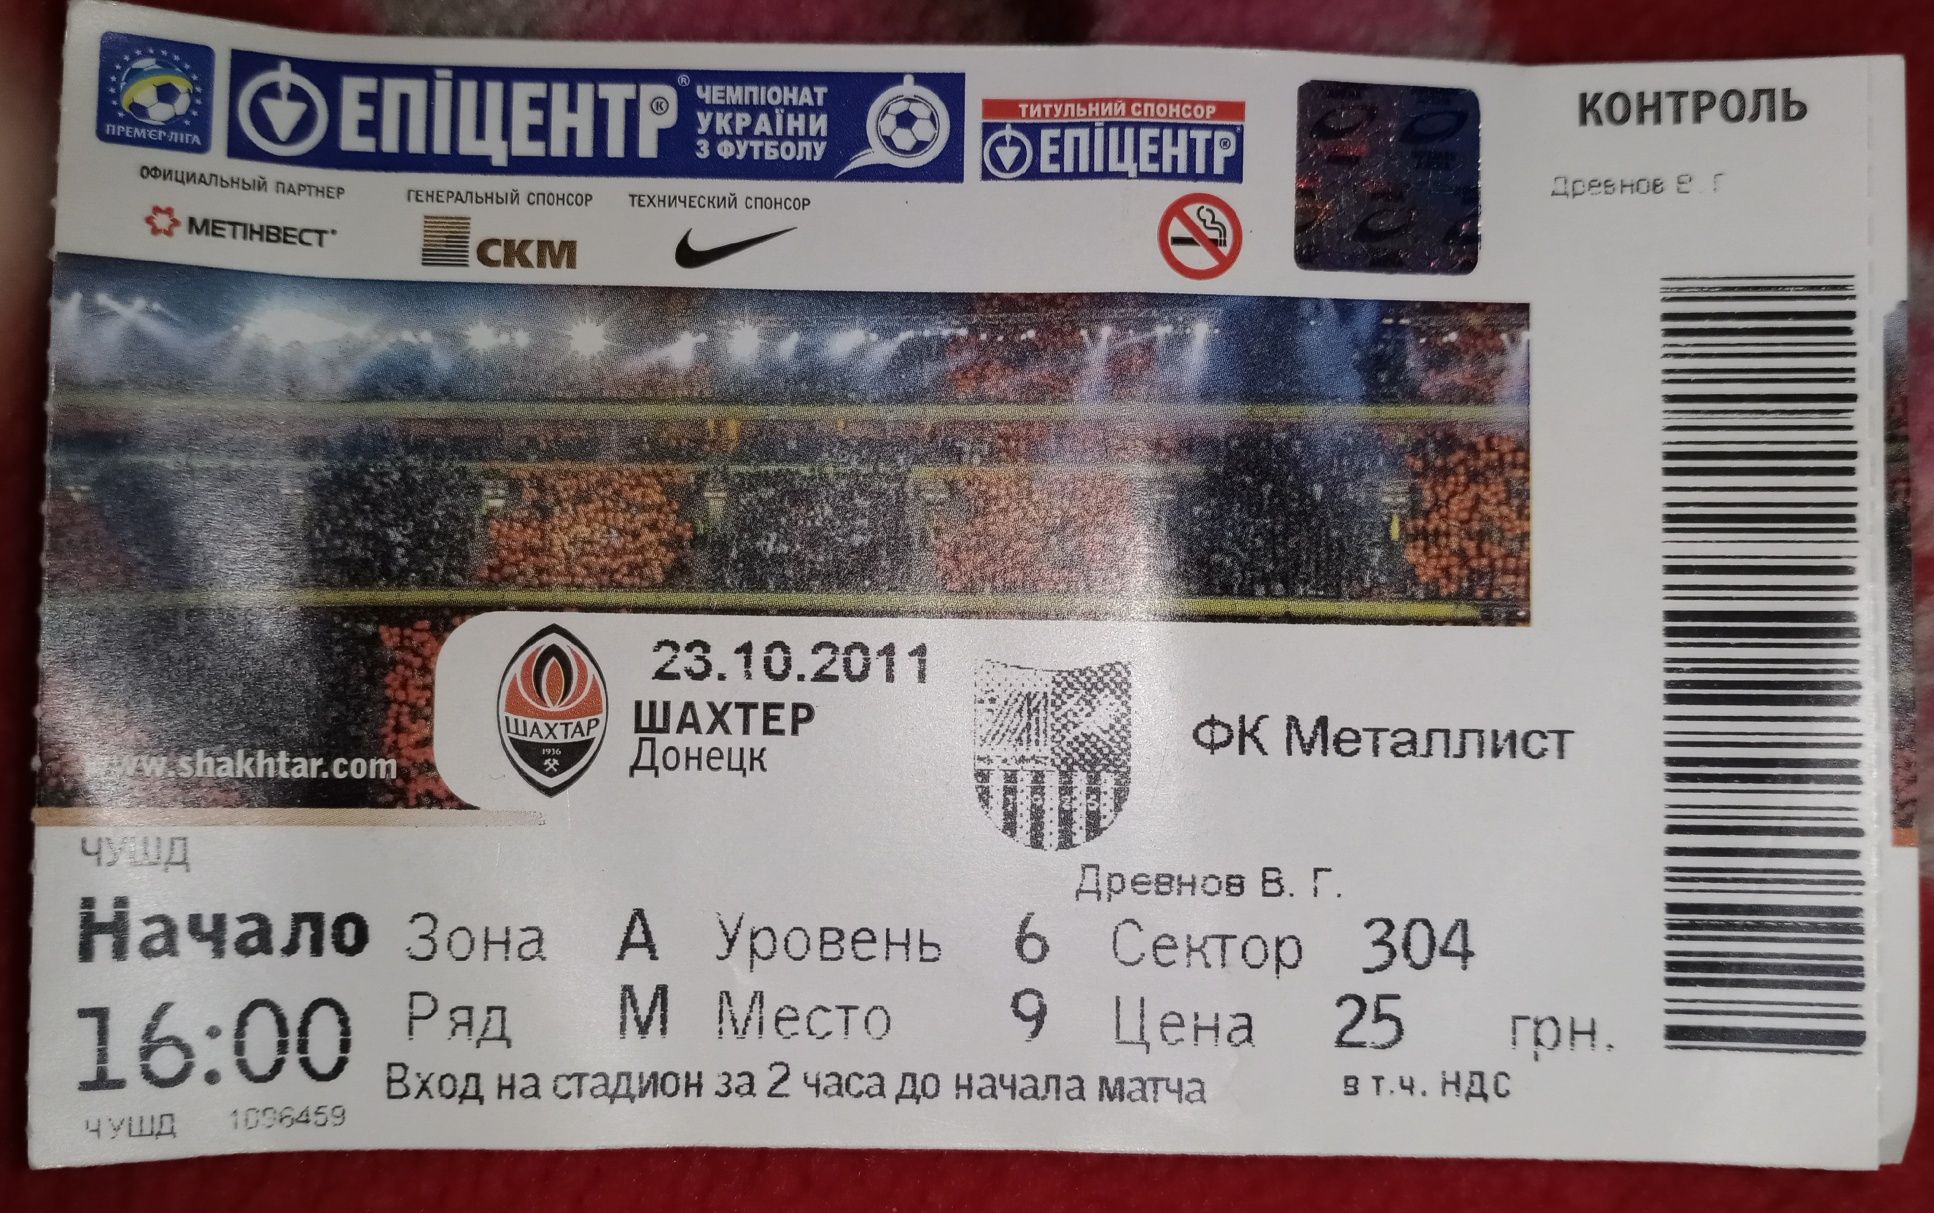 ПРЕМ'ЄР-ЛІГА
ЕПІЦЕНТР® К
ЧЕМПІОНАТ
УКРАЇНИ
З ФУТБОЛУ
ТИТУЛЬНИЙ СПОНСОР
ЕПІЦЕНТР®
КОНТРОЛЬ
Древнов В. Г
ОФИЦИАЛЬНЫЙ ПАРТНЕР
МЕТІНВЕСТ
ГЕНЕРАЛЬНЫЙ СПОНСОР
СКМ
ТЕХНИЧЕСКИЙ СПОНСОР
23.10.2011
ШАХТАР
1936
ШАХТЕР
Донецк
ФК Металлист
www.shakhtar.com
ЧУШД
Древнов В. Г.
Начало Зона А Уровень 6 Сектор 304
16:00 Ряд М Место 9 Цена 25 грн.
Вход на стадион за 2 часа до начала матча в т.ч. НДС
ЧУШД 1096459